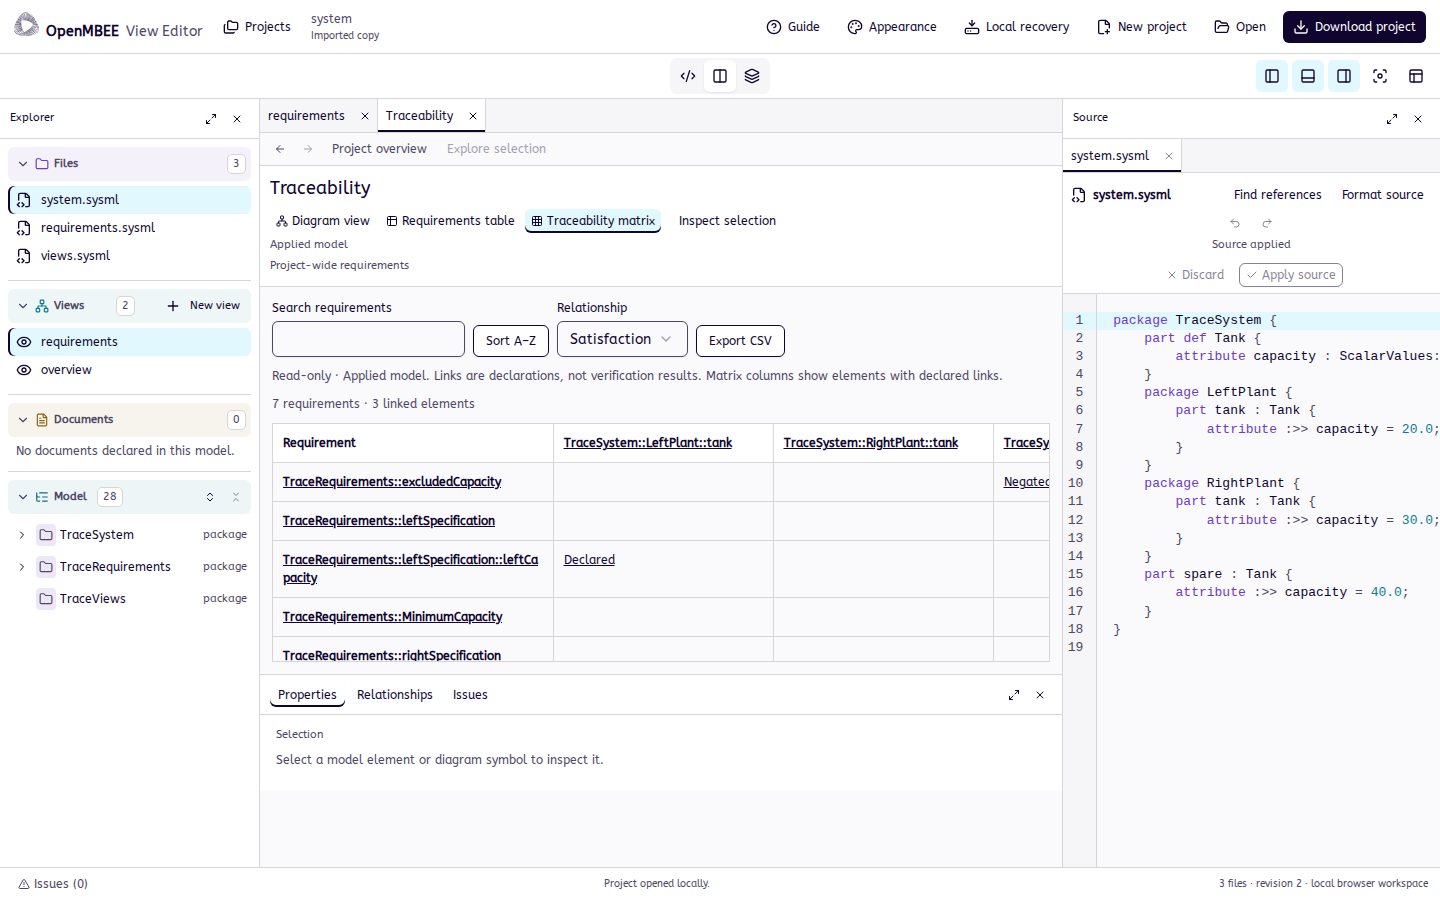 OpenMBEE View Editor
Projects
system
Imported copy
Guide
Appearance
Local recovery
New project
Open
Download project
Explorer
Files 3
system.sysml
requirements.sysml
views.sysml
Views 2 New view
requirements
overview
Documents 0
No documents declared in this model.
Model 28
TraceSystem package
TraceRequirements package
TraceViews package
requirements
Traceability
Project overview
Explore selection
Traceability
Diagram view
Requirements table
Traceability matrix
Inspect selection
Applied model
Project-wide requirements
Search requirements
Sort A–Z
Relationship
Satisfaction
Export CSV
Read-only · Applied model. Links are declarations, not verification results. Matrix columns show elements with declared links.
7 requirements · 3 linked elements
Requirement TraceSystem::LeftPlant::tank TraceSystem::RightPlant::tank TraceSy
TraceRequirements::excludedCapacity Negated
TraceRequirements::leftSpecification
TraceRequirements::leftSpecification::leftCa
pacity
Declared
TraceRequirements::MinimumCapacity
TraceRequirements::rightSpecification
Properties
Relationships
Issues
Selection
Select a model element or diagram symbol to inspect it.
Source
system.sysml
system.sysml
Find references
Format source
Source applied
Discard
Apply source
1 package TraceSystem {
2 part def Tank {
3 attribute capacity : ScalarValues:
4 }
5 package LeftPlant {
6 part tank : Tank {
7 attribute :>> capacity = 20.0;
8 }
9 }
10 package RightPlant {
11 part tank : Tank {
12 attribute :>> capacity = 30.0;
13 }
14 }
15 part spare : Tank {
16 attribute :>> capacity = 40.0;
17 }
18 }
19
Issues (0)
Project opened locally.
3 files · revision 2 · local browser workspace